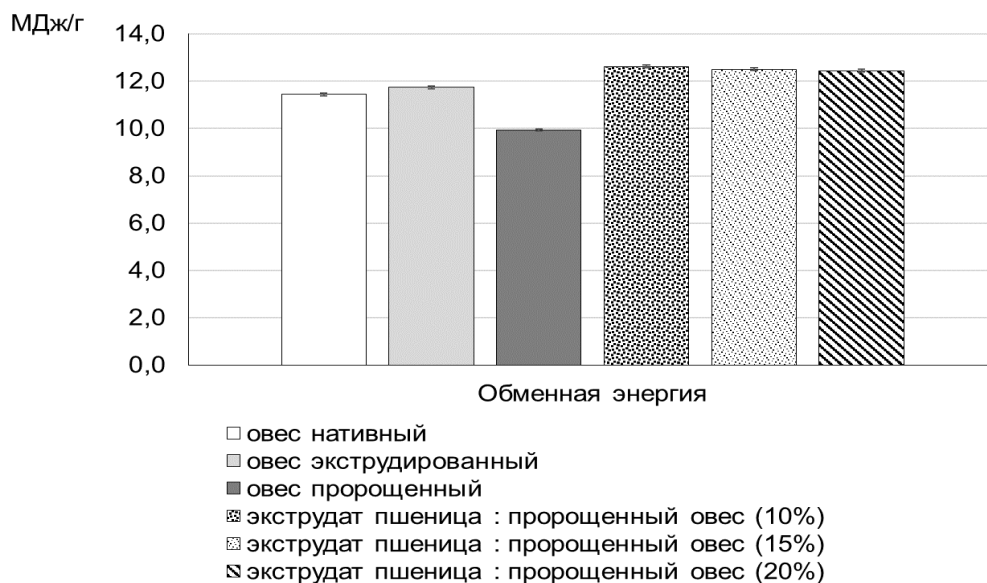 МДж/г
14,0
12,0
10,0
8,0
6,0
4,0
2,0
0,0
Обменная энергия
овес нативный
овес экструдированный
овес пророщенный
экструдат пшеница : пророщенный овес (10%)
экструдат пшеница : пророщенный овес (15%)
экструдат пшеница : пророщенный овес (20%)